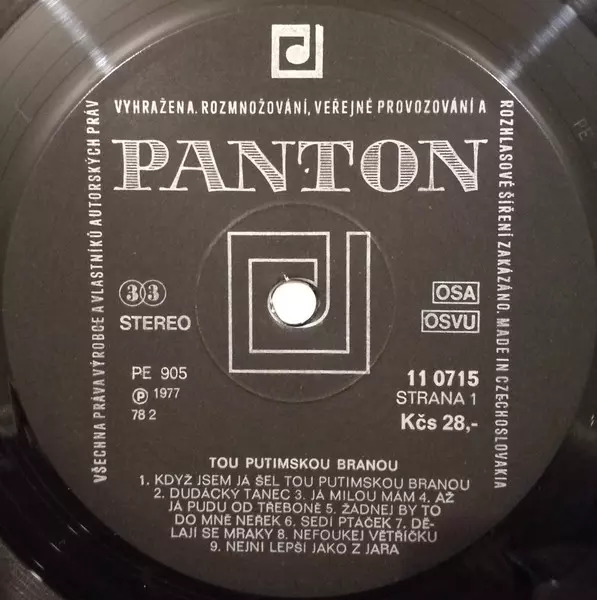 VŠECHNA PRÁVA VÝROBCE A VLASTNÍKŮ AUTORSKÝCH PRÁV
VYHRAŽENA. ROZMNOŽOVÁNÍ, VEŘEJNÉ PROVOZOVÁNÍ A
ROZHLASOVÉ ŠÍŘENÍ ZAKÁZÁNO. MADE IN CZECHOSLOVAKIA
PANTON
33
STEREO
OSA
OSVU
PE 905
℗ 1977
78 2
11 0715
STRANA 1
Kčs 28,-
TOU PUTIMSKOU BRANOU
1. KDYŽ JSEM JÁ ŠEL TOU PUTIMSKOU BRANOU
2. DUDÁCKÝ TANEC 3. JÁ MILOU MÁM 4. AŽ
JÁ PUDU OD TŘEBONĚ 5. ŽADNEJ BY TO
DO MNĚ NEŘEK 6. SEDÍ PTÁČEK 7. DĚ-
LAJÍ SE MRAKY 8. NEFOUKEJ VĚTŘÍČKU
9. NEJNI LEPŠÍ JAKO Z JARA